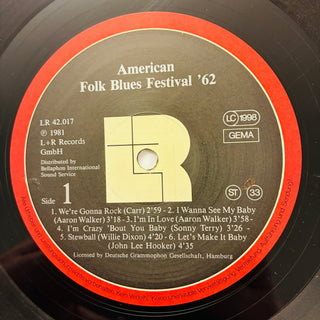 American
Folk Blues Festival '62
LR 42.017
℗ 1981
L+R Records
GmbH
Distributed by
Bellaphon International
Sound Service
Side 1
LR
LC 1998
GEMA
ST 33
1. We're Gonna Rock (Carr) 2'59 - 2. I Wanna See My Baby
(Aaron Walker) 3'18 - 3. I'm In Love (Aaron Walker) 3'58 -
4. I'm Crazy 'Bout You Baby (Sonny Terry) 2'26 -
5. Stewball (Willie Dixon) 4'20 - 6. Let's Make It Baby
(John Lee Hooker) 4'35
Licensed by Deutsche Grammophon Gesellschaft, Hamburg